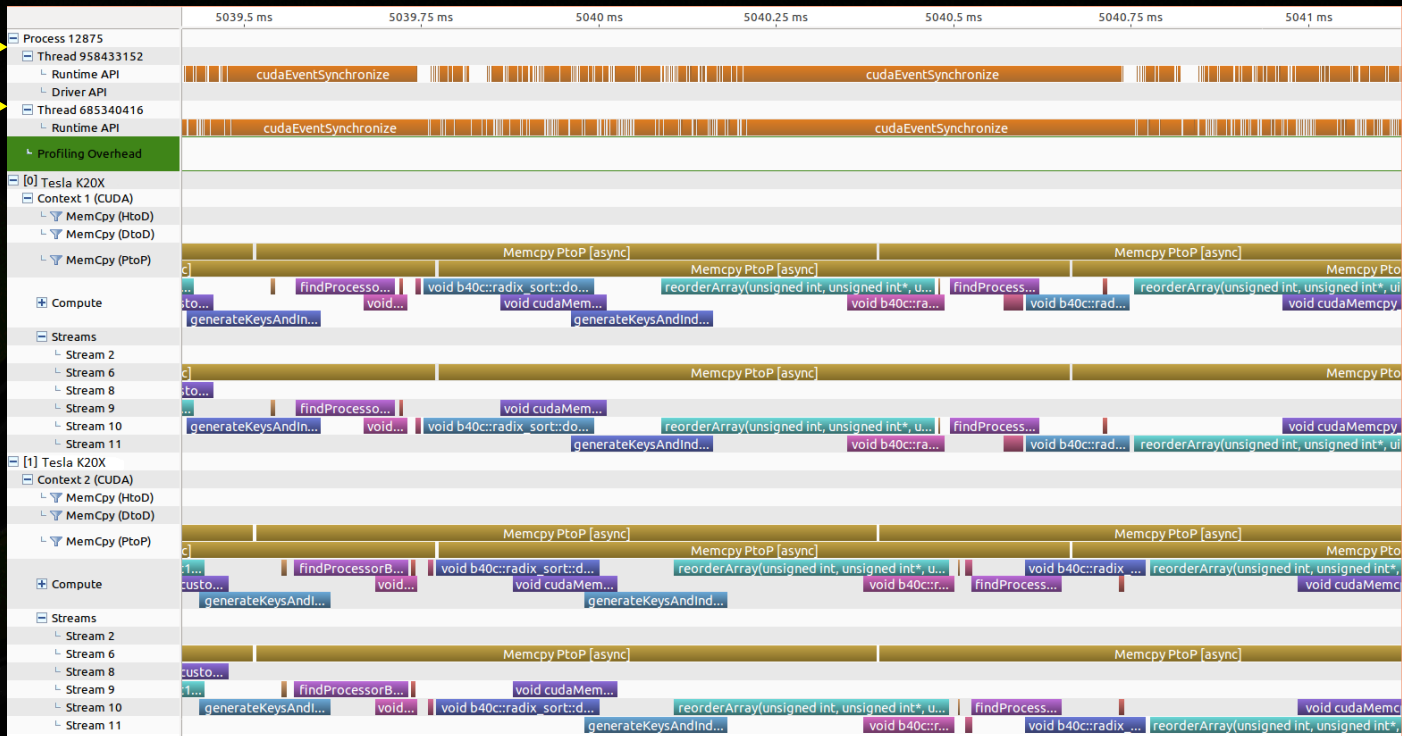 5039.5 ms 5039.75 ms 5040 ms 5040.25 ms 5040.5 ms 5040.75 ms 5041 ms
Process 12875
Thread 958433152
Runtime API cudaEventSynchronize cudaEventSynchronize
Driver API
Thread 685340416
Runtime API cudaEventSynchronize cudaEventSynchronize
Profiling Overhead
[0] Tesla K20X
Context 1 (CUDA)
MemCpy (HtoD)
MemCpy (DtoD)
Memcpy PtoP [async] Memcpy PtoP [async]
MemCpy (PtoP)
c] Memcpy PtoP [async] Memcpy Pto
... findProcesso... void b40c::radix_sort::do... reorderArray(unsigned int, unsigned int*, u... findProcess... reorderArray(unsigned int, unsigned int*, ui
Compute sto... void... void cudaMem... void b40c::ra... void b40c::rad... void cudaMemcpy
generateKeysAndIn... generateKeysAndInd...
Streams
Stream 2
Stream 6 c] Memcpy PtoP [async] Memcpy Pto
Stream 8 sto...
Stream 9 ... findProcesso... void cudaMem...
Stream 10 generateKeysAndIn... void... void b40c::radix_sort::do... reorderArray(unsigned int, unsigned int*, u... findProcess... void cudaMemcpy
Stream 11 generateKeysAndInd... void b40c::ra... void b40c::rad... reorderArray(unsigned int, unsigned int*, ui
[1] Tesla K20X
Context 2 (CUDA)
MemCpy (HtoD)
MemCpy (DtoD)
Memcpy PtoP [async] Memcpy PtoP [async]
MemCpy (PtoP)
c] Memcpy PtoP [async] Memcpy Pto
:1... findProcessorB... void b40c::radix_sort::d... reorderArray(unsigned int, unsigned int*, u... void b40c::radix_... reorderArray(unsigned int, unsigned int*,
Compute custo... void... void cudaMem... void b40c::r... findProcess... void cudaMemc
generateKeysAndI... generateKeysAndInd...
Streams
Stream 2
Stream 6 Memcpy PtoP [async] Memcpy PtoP [async]
Stream 8 custo...
Stream 9 :1... findProcessorB... void cudaMem...
Stream 10 generateKeysAndI... void... void b40c::radix_sort::d... reorderArray(unsigned int, unsigned int*, u... findProcess... void cudaMemc
Stream 11 generateKeysAndInd... void b40c::r... void b40c::radix_... reorderArray(unsigned int, unsigned int*,